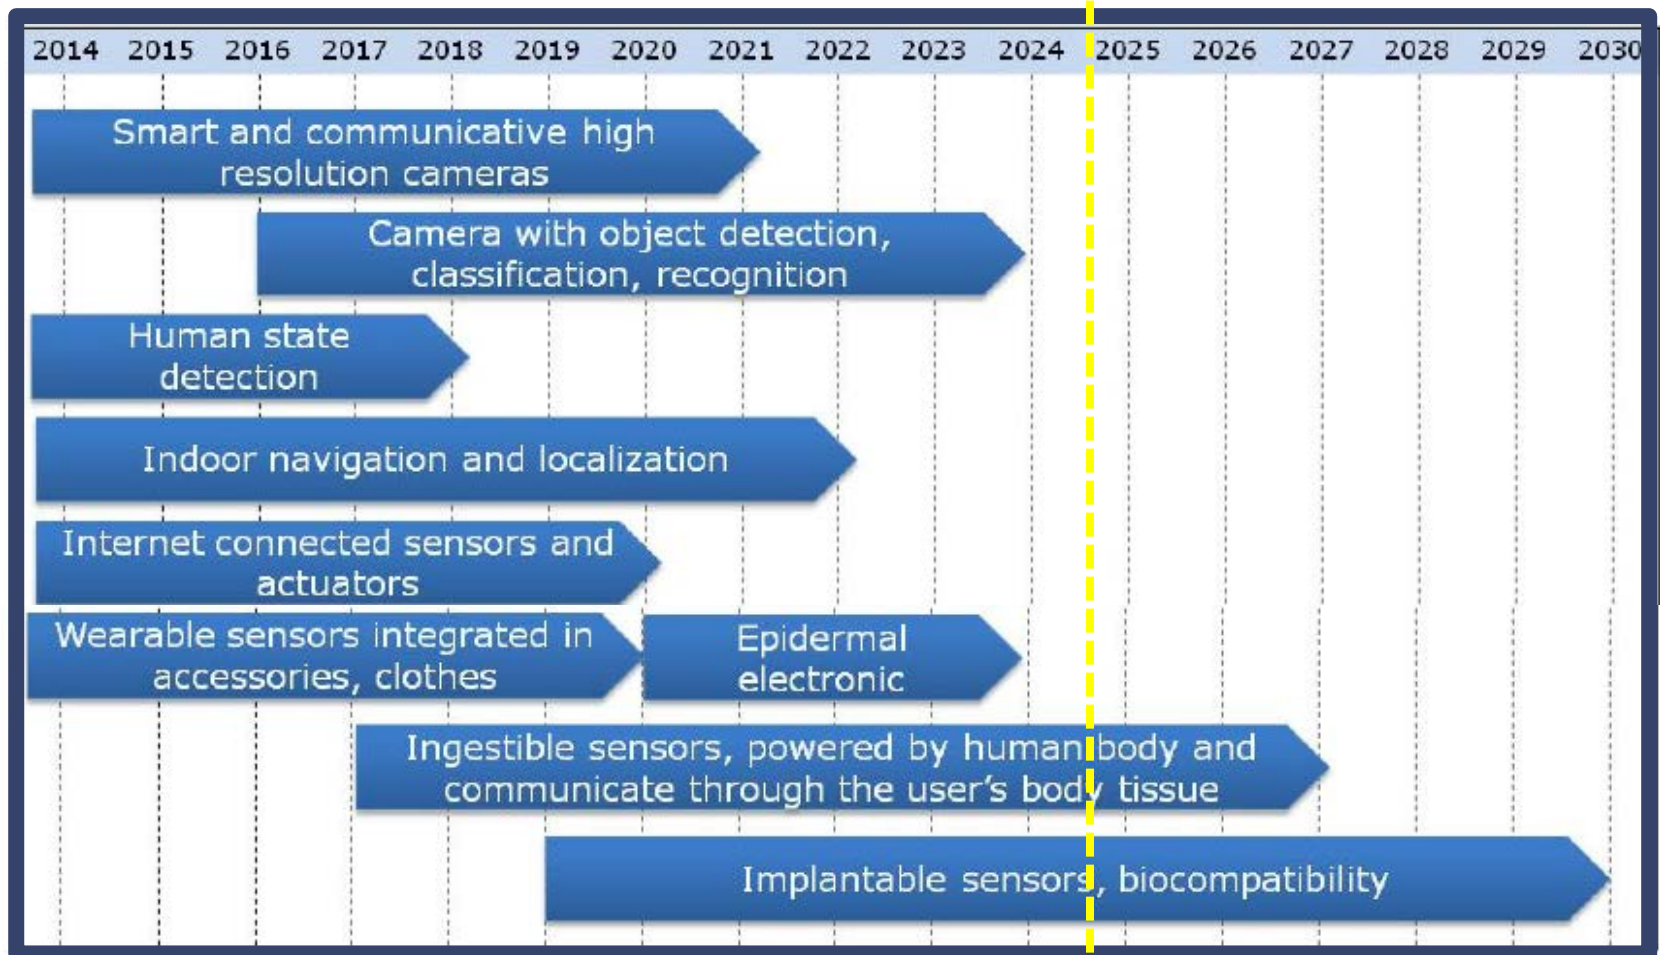 2014 2015 2016 2017 2018 2019 2020 2021 2022 2023 2024 2025 2026 2027 2028 2029 2030
Smart and communicative high
resolution cameras
Camera with object detection,
classification, recognition
Human state
detection
Indoor navigation and localization
Internet connected sensors and
actuators
Wearable sensors integrated in
accessories, clothes
Epidermal
electronic
Ingestible sensors, powered by human body and
communicate through the user's body tissue
Implantable sensors, biocompatibility